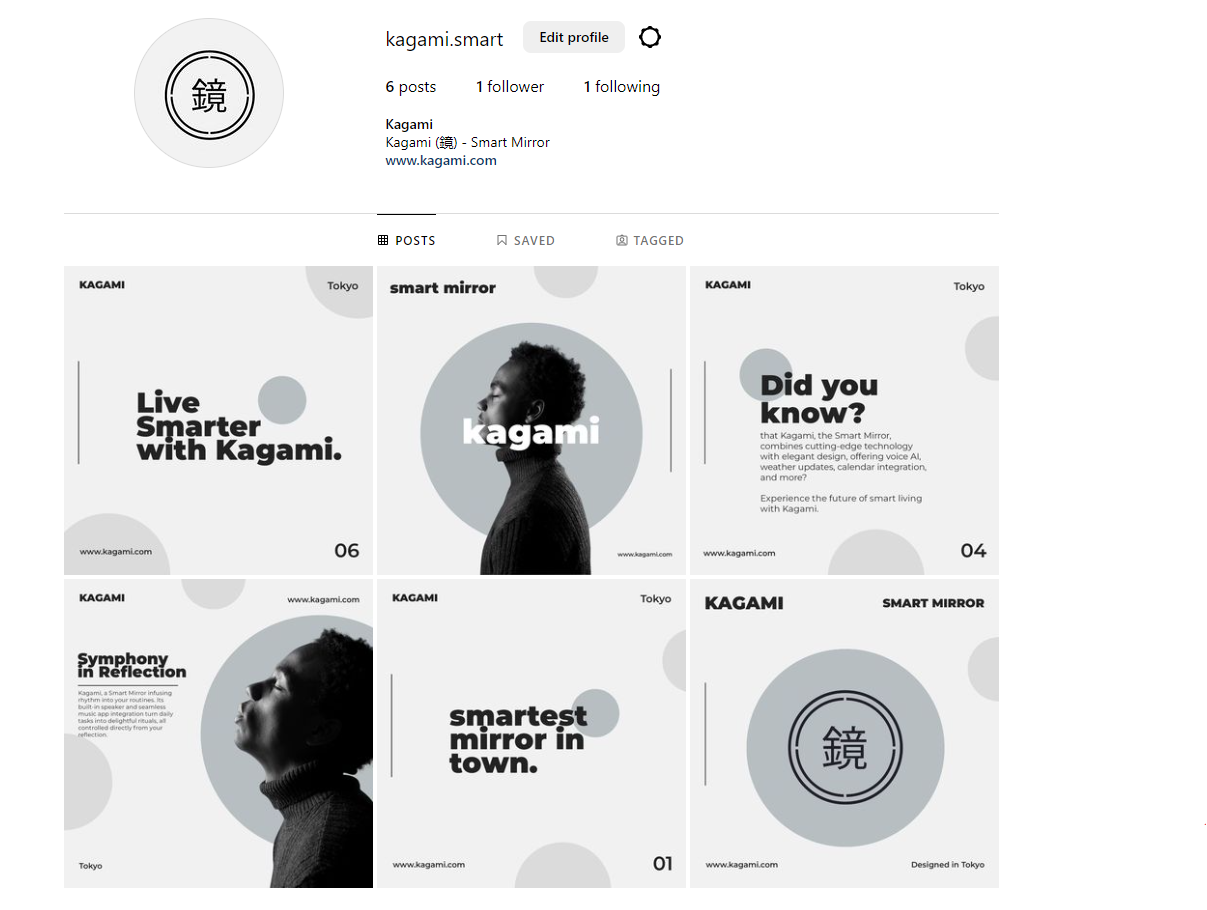 鏡
kagami.smart
Edit profile
6 posts
1 follower
1 following
Kagami
Kagami (鏡) - Smart Mirror
www.kagami.com
POSTS
SAVED
TAGGED
KAGAMI
Tokyo
Live
Smarter
with Kagami.
www.kagami.com
06
smart mirror
kagami
www.kagami.com
KAGAMI
Tokyo
Did you
know?
that Kagami, the Smart Mirror,
combines cutting-edge technology
with elegant design, offering voice AI,
weather updates, calendar integration,
and more?
Experience the future of smart living
with Kagami.
www.kagami.com
04
KAGAMI
www.kagami.com
Symphony
in Reflection
Kagami, a Smart Mirror infusing
rhythm into your routines. Its
built-in speaker and seamless
music app integration turn daily
tasks into delightful rituals, all
controlled directly from your
reflection.
Tokyo
KAGAMI
Tokyo
smartest
mirror in
town.
www.kagami.com
01
KAGAMI
SMART MIRROR
鏡
www.kagami.com
Designed in Tokyo